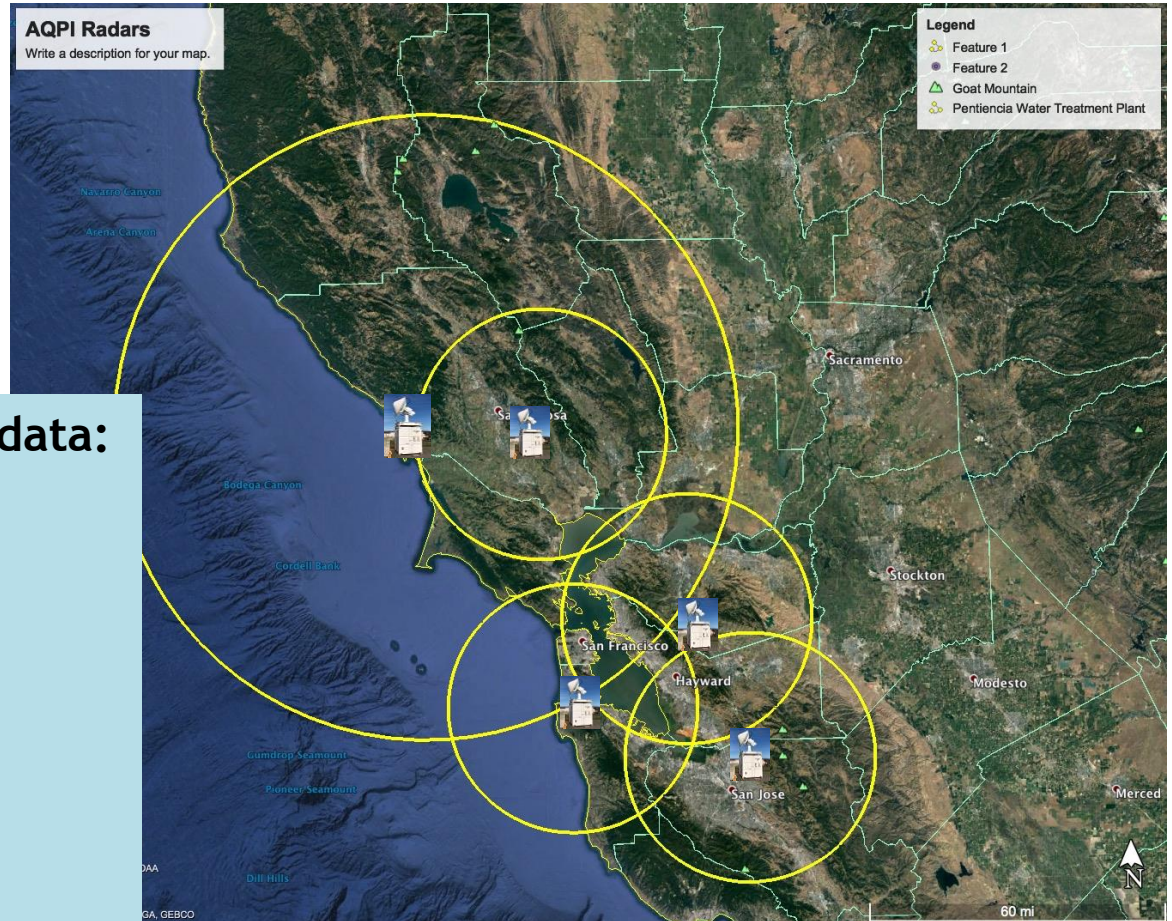 AQPI Radars
Write a description for your map.
Legend
Feature 1
Feature 2
Goat Mountain
Pentiencia Water Treatment Plant
Navarro Canyon
Arena Canyon
Sacramento
data:
Bodega Canyon
Cordell Bank
Stockton
San Francisco
Hayward
Modesto
Gumdrop Seamount
Pioneer Seamount
San Jose
Merced
Dill Hills
N
GA, GEBCO
60 mi